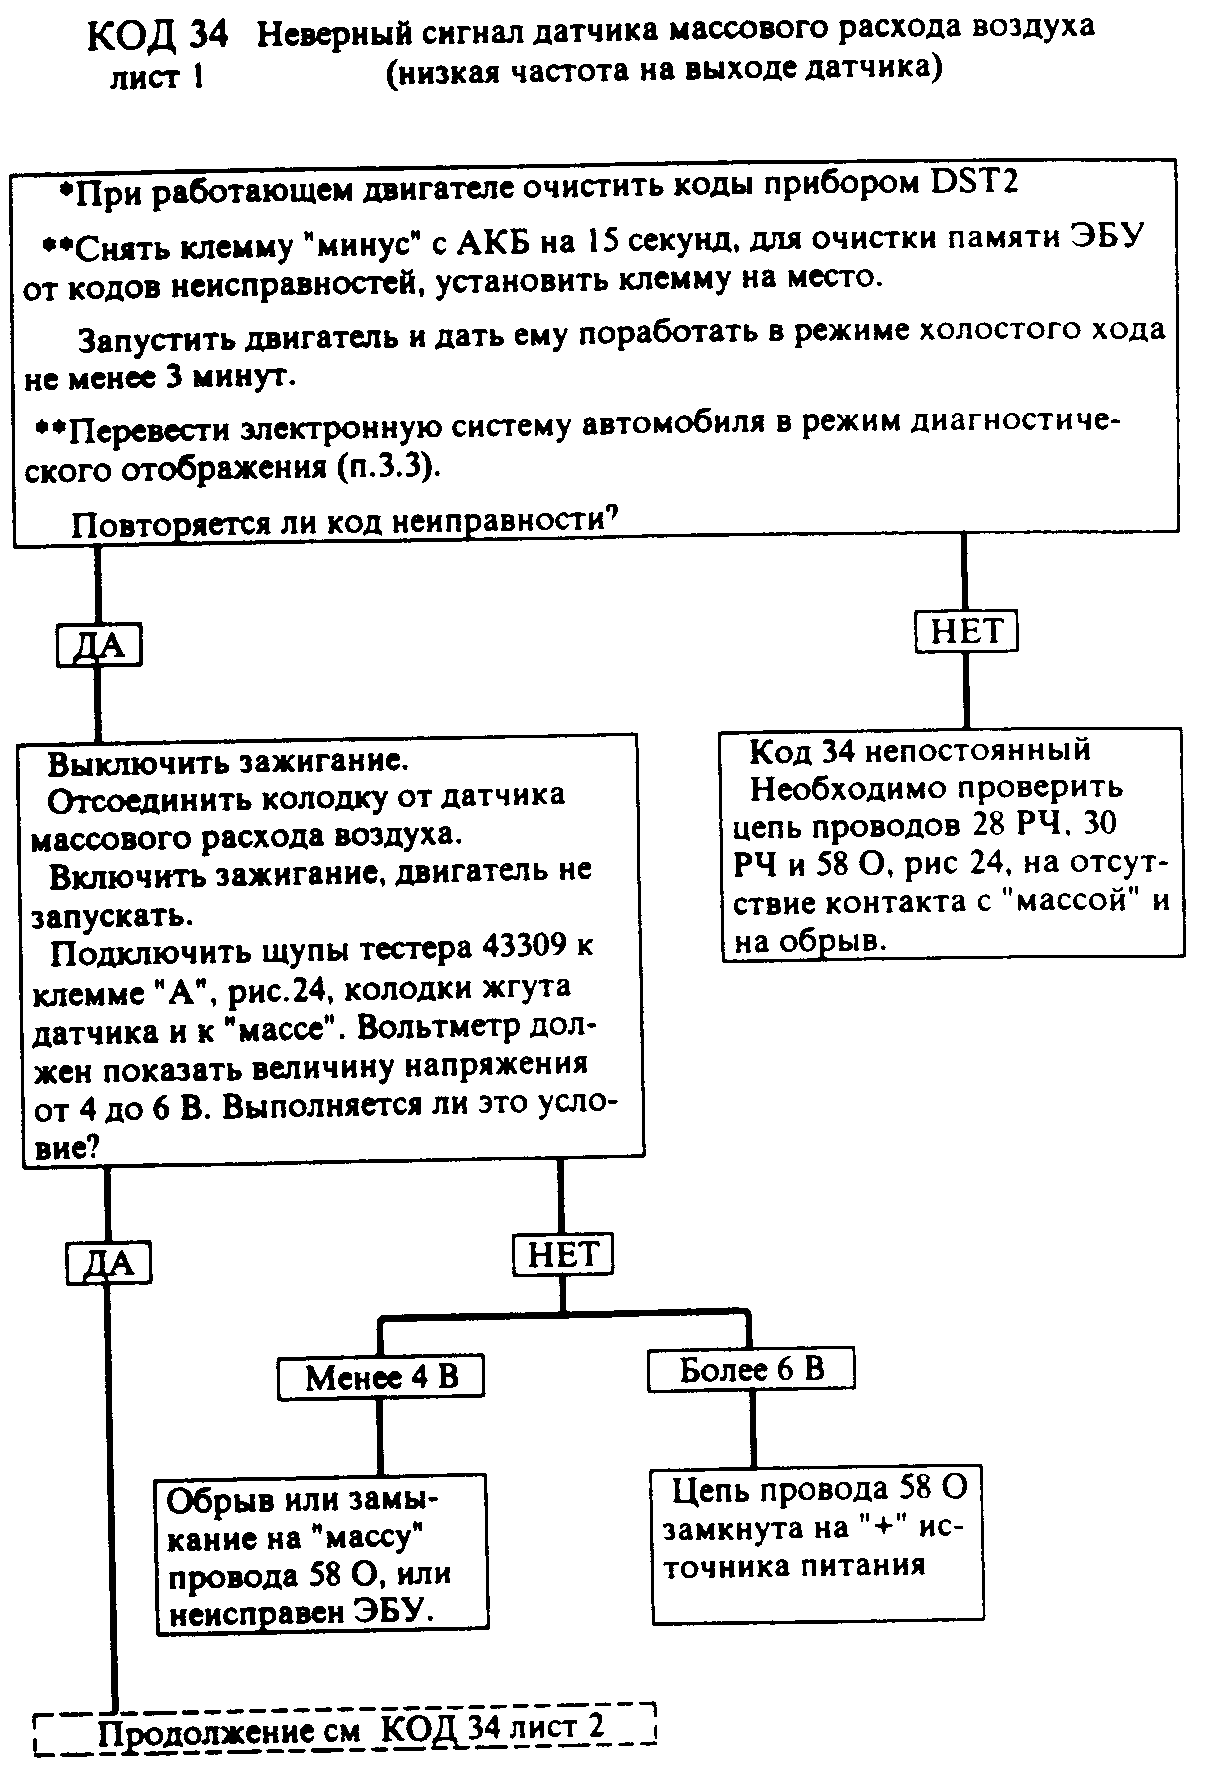 КОД 34 Неверный сигнал датчика массового расхода воздуха
лист 1 (низкая частота на выходе датчика)
*При работающем двигателе очистить коды прибором DST2
**Снять клемму "минус" с АКБ на 15 секунд, для очистки памяти ЭБУ
от кодов неисправностей, установить клемму на место.
Запустить двигатель и дать ему поработать в режиме холостого хода
не менее 3 минут.
**Перевести электронную систему автомобиля в режим диагностиче-
ского отображения (п.3.3).
Повторяется ли код неиправности?
ДА
НЕТ
Выключить зажигание.
Отсоединить колодку от датчика
массового расхода воздуха.
Включить зажигание, двигатель не
запускать.
Подключить щупы тестера 43309 к
клемме "А", рис.24, колодки жгута
датчика и к "массе". Вольтметр дол-
жен показать величину напряжения
от 4 до 6 В. Выполняется ли это усло-
вие?
Код 34 непостоянный
Необходимо проверить
цепь проводов 28 РЧ, 30
РЧ и 58 О, рис 24, на отсут-
ствие контакта с "массой" и
на обрыв.
ДА
НЕТ
Менее 4 В
Более 6 В
Обрыв или замы-
кание на "массу"
провода 58 О, или
неисправен ЭБУ.
Цепь провода 58 О
замкнута на "+" ис-
точника питания
Продолжение см КОД 34 лист 2